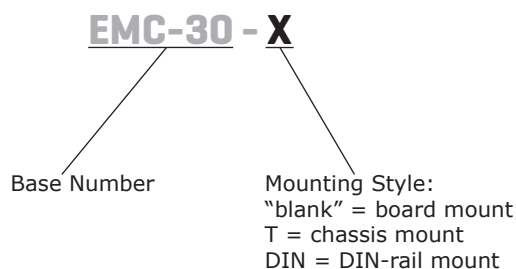 EMC-30 - X
Base Number
Mounting Style:
“blank” = board mount
T = chassis mount
DIN = DIN-rail mount